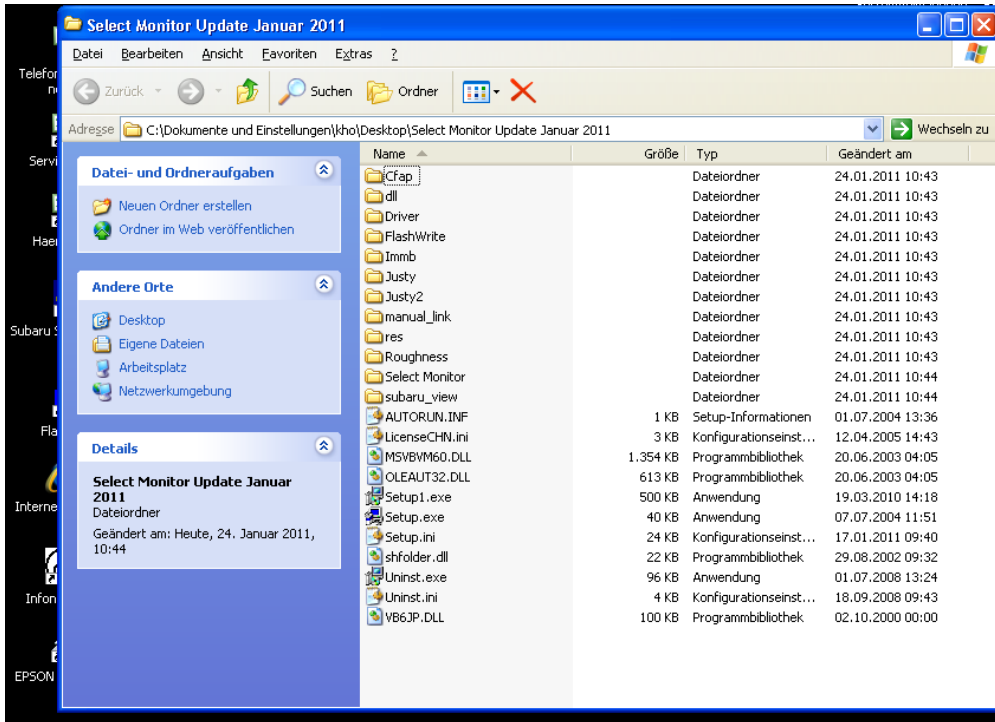 Select Monitor Update Januar 2011
Datei Bearbeiten Ansicht Favoriten Extras ?
Zurück Suchen Ordner
Adresse C:\Dokumente und Einstellungen\kho\Desktop\Select Monitor Update Januar 2011 Wechseln zu
Datei- und Ordneraufgaben
Neuen Ordner erstellen
Ordner im Web veröffentlichen
Andere Orte
Desktop
Eigene Dateien
Arbeitsplatz
Netzwerkumgebung
Details
Select Monitor Update Januar
2011
Dateiordner
Geändert am: Heute, 24. Januar 2011,
10:44
Name Größe Typ Geändert am
Cfap Dateiordner 24.01.2011 10:43
dll Dateiordner 24.01.2011 10:43
Driver Dateiordner 24.01.2011 10:43
FlashWrite Dateiordner 24.01.2011 10:43
Immb Dateiordner 24.01.2011 10:43
Justy Dateiordner 24.01.2011 10:43
Justy2 Dateiordner 24.01.2011 10:43
manual_link Dateiordner 24.01.2011 10:43
res Dateiordner 24.01.2011 10:43
Roughness Dateiordner 24.01.2011 10:43
Select Monitor Dateiordner 24.01.2011 10:44
subaru_view Dateiordner 24.01.2011 10:44
AUTORUN.INF 1 KB Setup-Informationen 01.07.2004 13:36
LicenseCHN.ini 3 KB Konfigurationseinst... 12.04.2005 14:43
MSVBVM60.DLL 1.354 KB Programmbibliothek 20.06.2003 04:05
OLEAUT32.DLL 613 KB Programmbibliothek 20.06.2003 04:05
Setup1.exe 500 KB Anwendung 19.03.2010 14:18
Setup.exe 40 KB Anwendung 07.07.2004 11:51
Setup.ini 24 KB Konfigurationseinst... 17.01.2011 09:40
shfolder.dll 22 KB Programmbibliothek 29.08.2002 09:32
Uninst.exe 96 KB Anwendung 01.07.2008 13:24
Uninst.ini 4 KB Konfigurationseinst... 18.09.2008 09:43
VB6JP.DLL 100 KB Programmbibliothek 02.10.2000 00:00
Telefor
Servi
Haer
Subaru S
Fla
Interne
Infon
EPSON